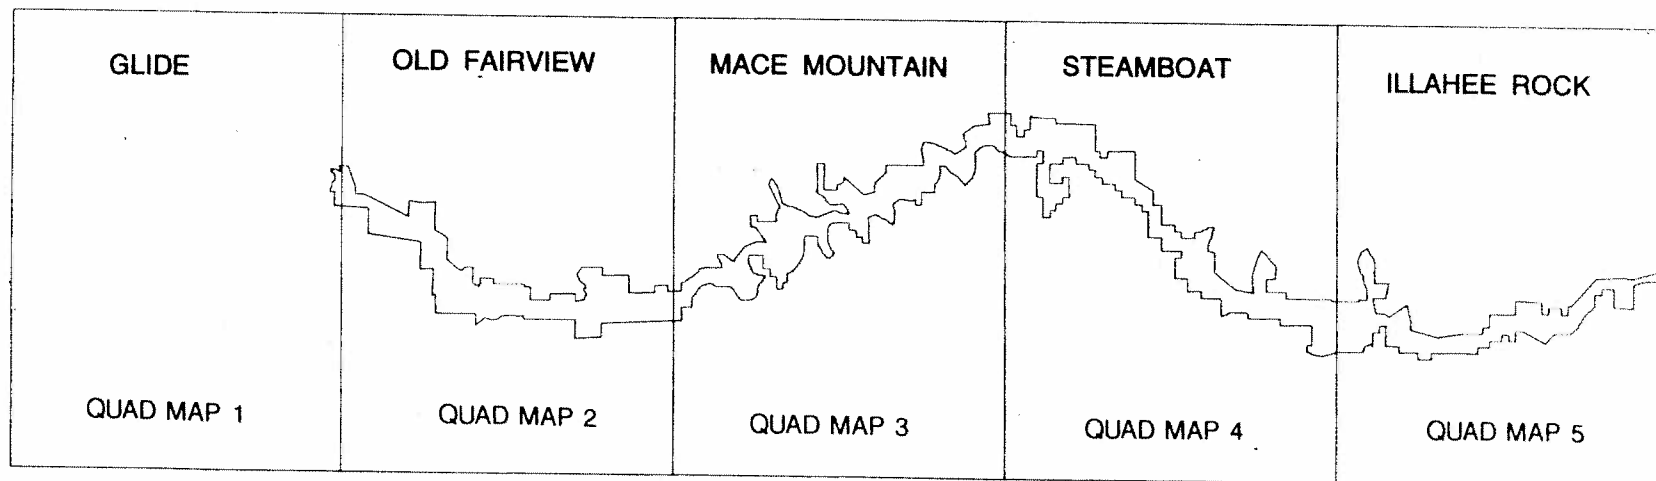 GLIDE
OLD FAIRVIEW
MACE MOUNTAIN
STEAMBOAT
ILLAHEE ROCK
QUAD MAP 1
QUAD MAP 2
QUAD MAP 3
QUAD MAP 4
QUAD MAP 5